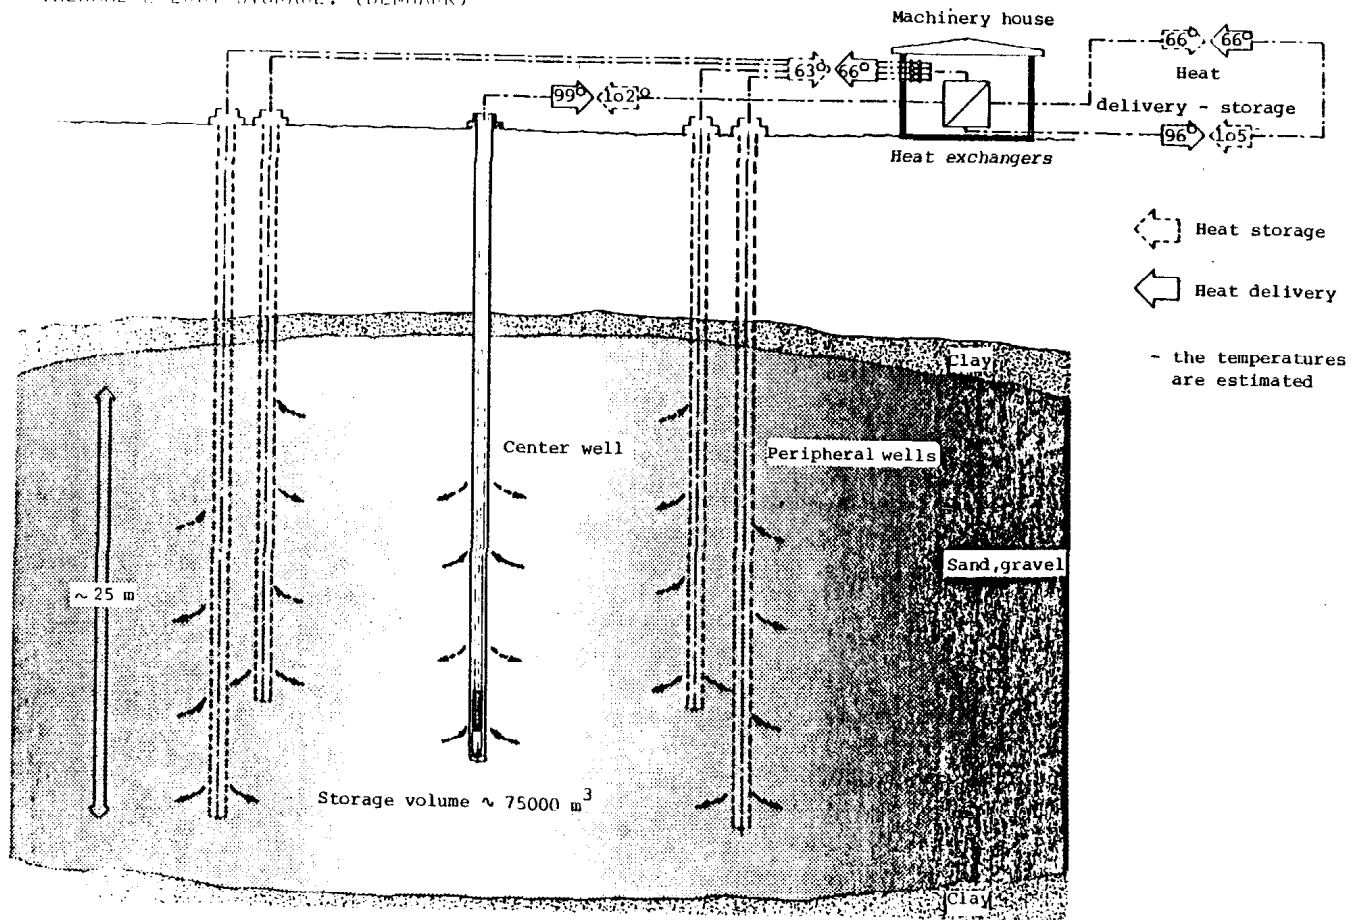 Machinery house
66° 66°
63° 66°
Heat
99° 1o2°
delivery - storage
96° 1o5
Heat exchangers
Heat storage
Heat delivery
- the temperatures
are estimated
Clay
Center well
Peripheral wells
Sand,gravel
~ 25 m
Storage volume ~ 75000 m³
Clay